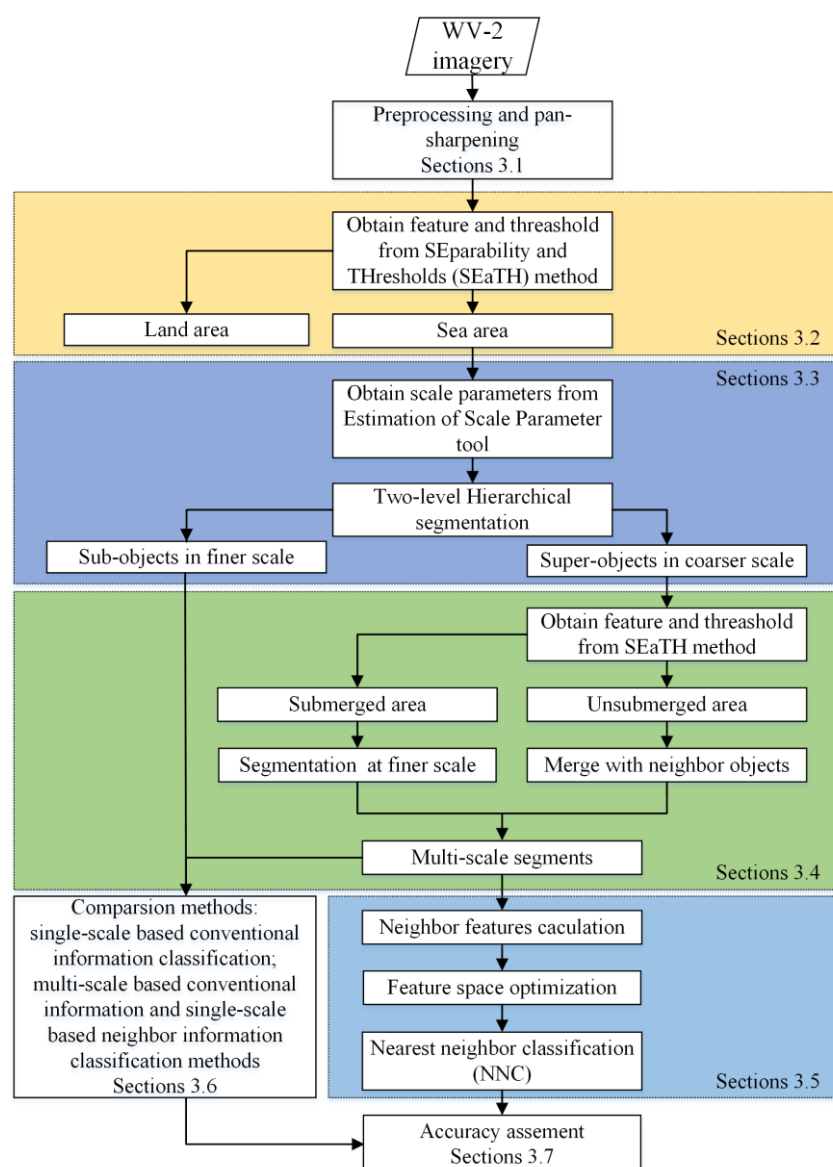 WV-2
imagery
Preprocessing and pan-
sharpening
Sections 3.1
Obtain feature and threashold
from SEparability and
THresholds (SEaTH) method
Land area
Sea area
Sections 3.2
Sections 3.3
Obtain scale parameters from
Estimation of Scale Parameter
tool
Two-level Hierarchical
segmentation
Sub-objects in finer scale
Super-objects in coarser scale
Obtain feature and threashold
from SEaTH method
Submerged area
Unsubmerged area
Segmentation at finer scale
Merge with neighbor objects
Multi-scale segments
Sections 3.4
Comparsion methods:
single-scale based conventional
information classification;
multi-scale based conventional
information and single-scale
based neighbor information
classification methods
Sections 3.6
Neighbor features caculation
Feature space optimization
Nearest neighbor classification
(NNC)
Sections 3.5
Accuracy assement
Sections 3.7